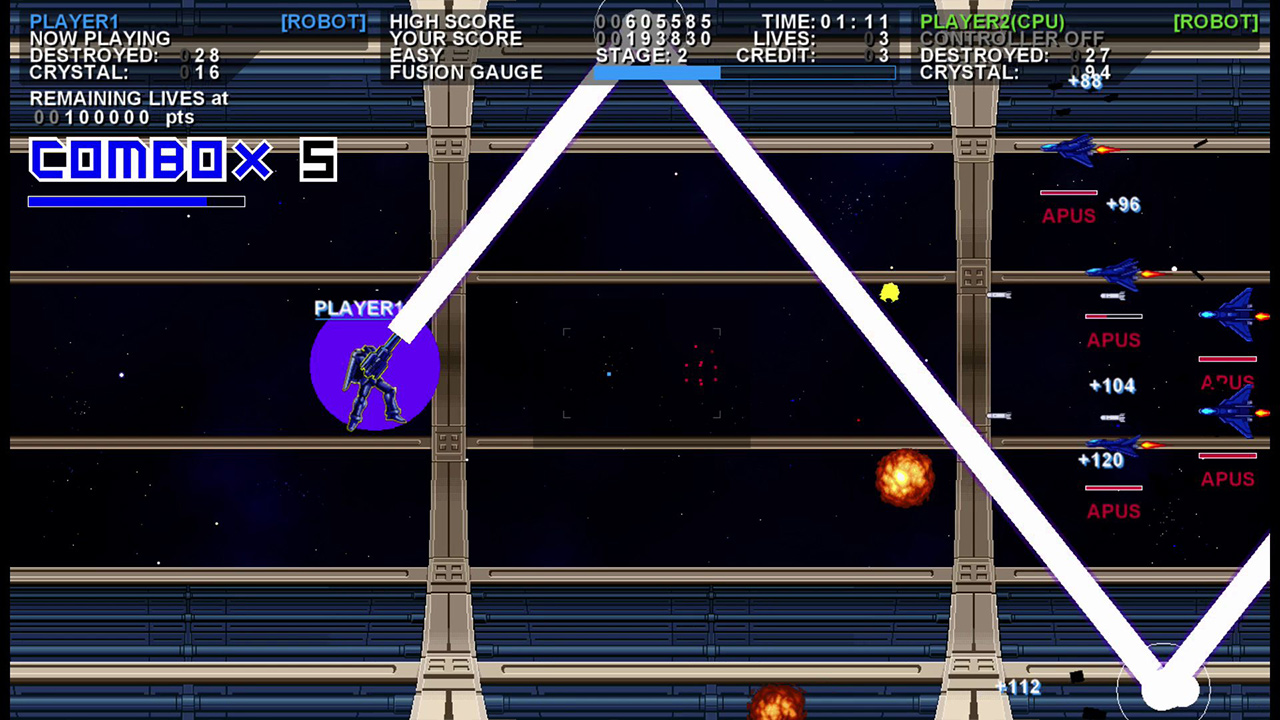 PLAYER1 [ROBOT]
NOW PLAYING
DESTROYED: 028
CRYSTAL: 016
HIGH SCORE 00605585 TIME:01:11
YOUR SCORE 00193830 LIVES: 03
EASY STAGE: 2 CREDIT: 03
FUSION GAUGE
PLAYER2(CPU) [ROBOT]
CONTROLLER OFF
DESTROYED: 027
CRYSTAL: 084
+88
REMAINING LIVES at
00100000 pts
COMBO× 5
+96
APUS
PLAYER1
APUS
+104
APUS
+120
APUS
APUS
+112